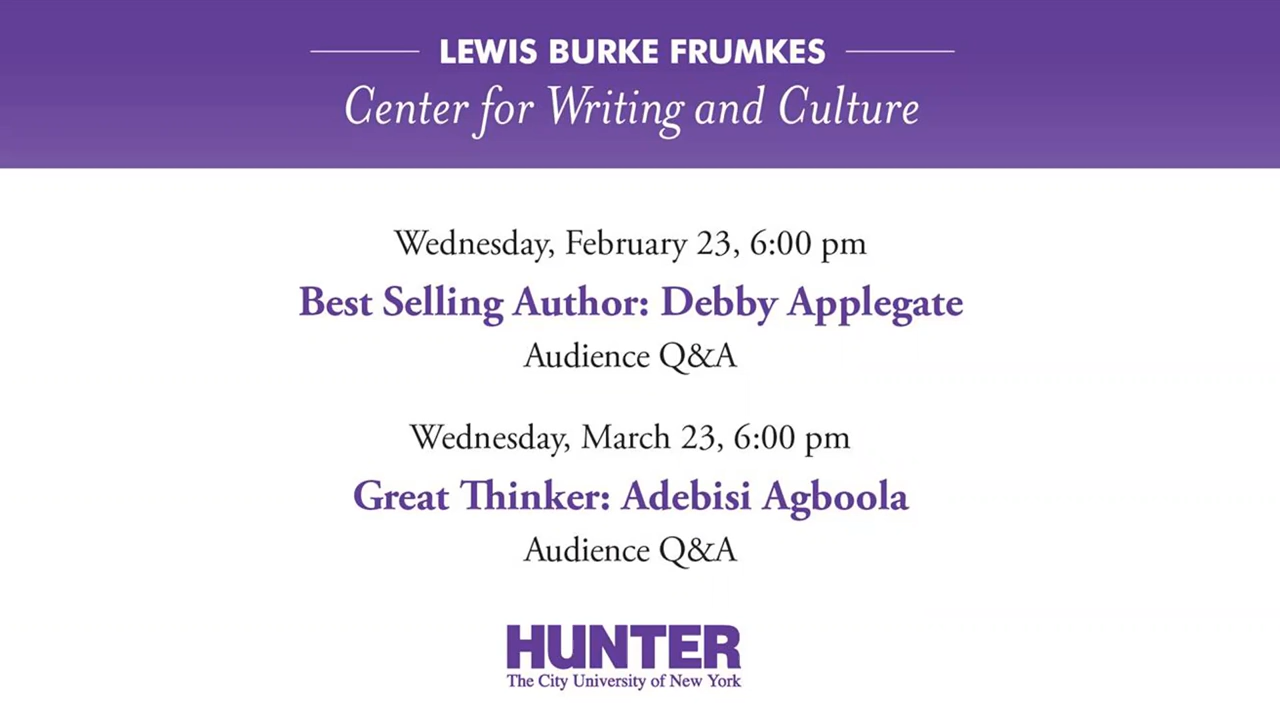 LEWIS BURKE FRUMKES
Center for Writing and Culture
Wednesday, February 23, 6:00 pm
Best Selling Author: Debby Applegate
Audience Q&A
Wednesday, March 23, 6:00 pm
Great Thinker: Adebisi Agboola
Audience Q&A
HUNTER
The City University of New York